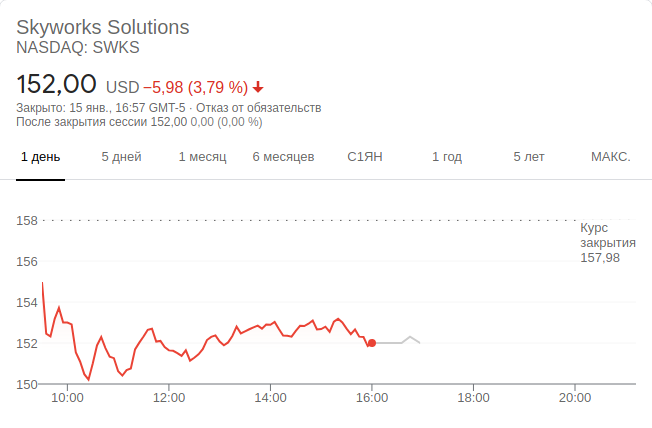 Skyworks Solutions
NASDAQ: SWKS
152,00 USD −5,98 (3,79 %)
Закрыто: 15 янв., 16:57 GMT-5 · Отказ от обязательств
После закрытия сессии 152,00 0,00 (0,00 %)
1 день 5 дней 1 месяц 6 месяцев С1ЯН 1 год 5 лет МАКС.
158
Курс
закрытия
157,98
156
154
152
150
10:00 12:00 14:00 16:00 18:00 20:00